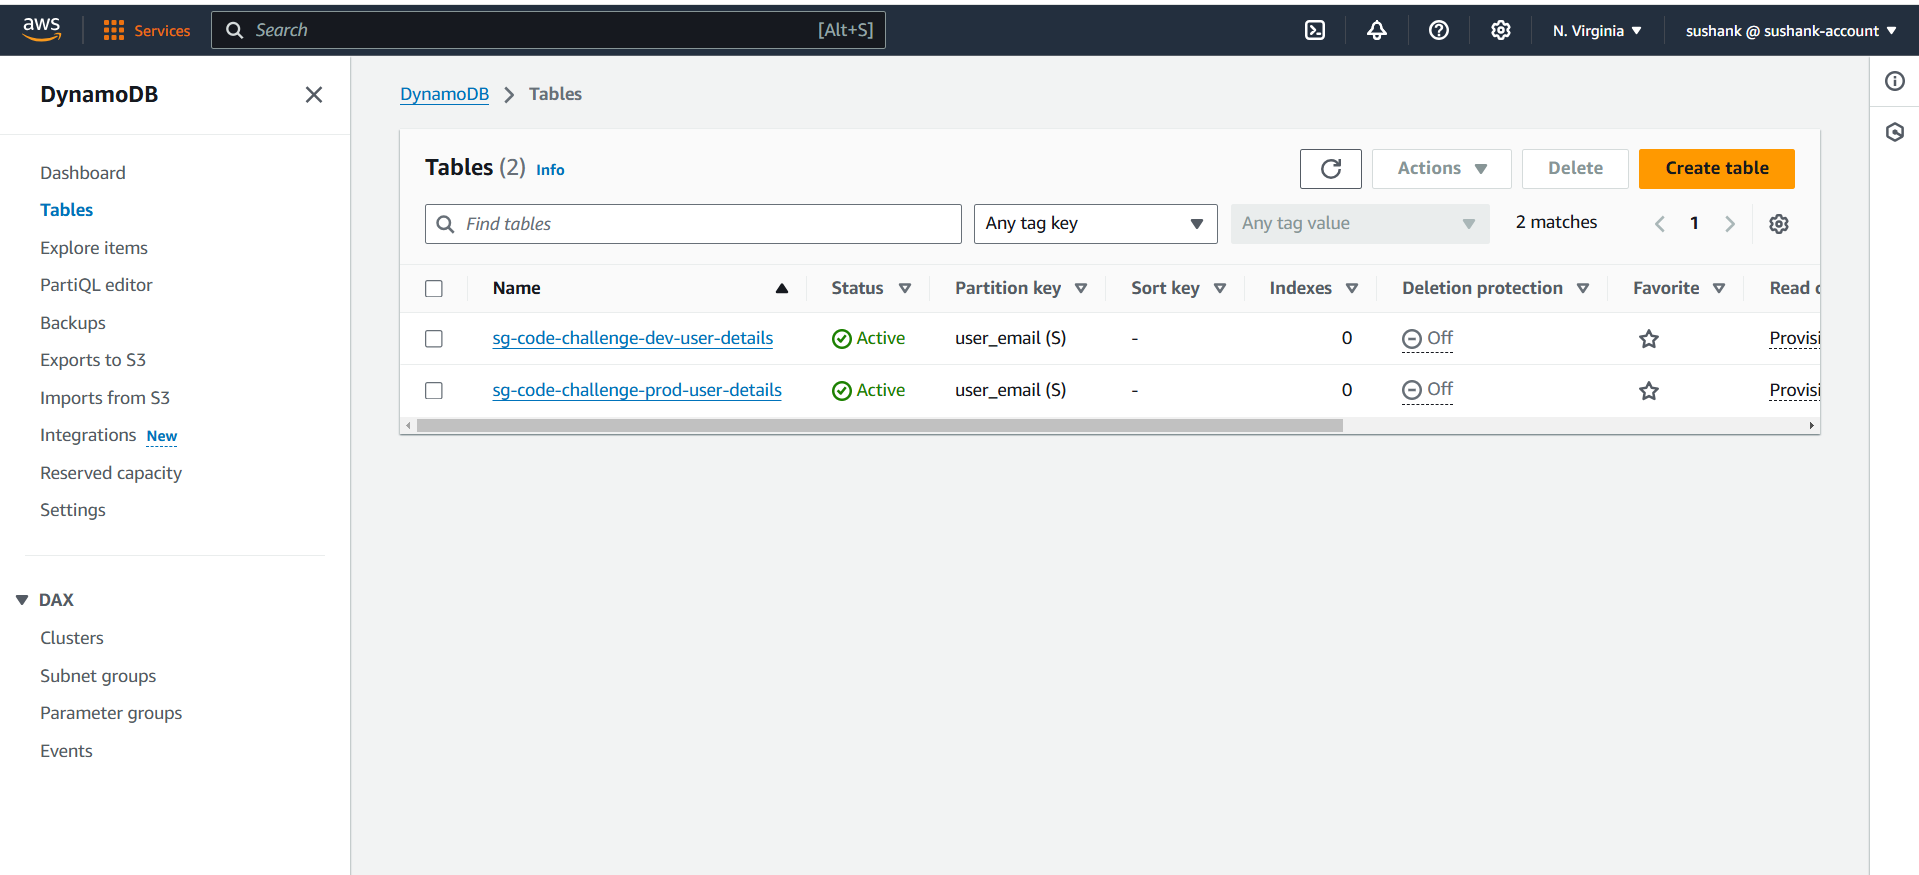 aws
Services
Search [Alt+S]
N. Virginia
sushank @ sushank-account
DynamoDB
Dashboard
Tables
Explore items
PartiQL editor
Backups
Exports to S3
Imports from S3
Integrations New
Reserved capacity
Settings
DAX
Clusters
Subnet groups
Parameter groups
Events
DynamoDB > Tables
Tables (2) Info
Actions
Delete
Create table
Find tables
Any tag key
Any tag value
2 matches
1
Name Status Partition key Sort key Indexes Deletion protection Favorite Read c
sg-code-challenge-dev-user-details Active user_email (S) - 0 Off Provisi
sg-code-challenge-prod-user-details Active user_email (S) - 0 Off Provisi